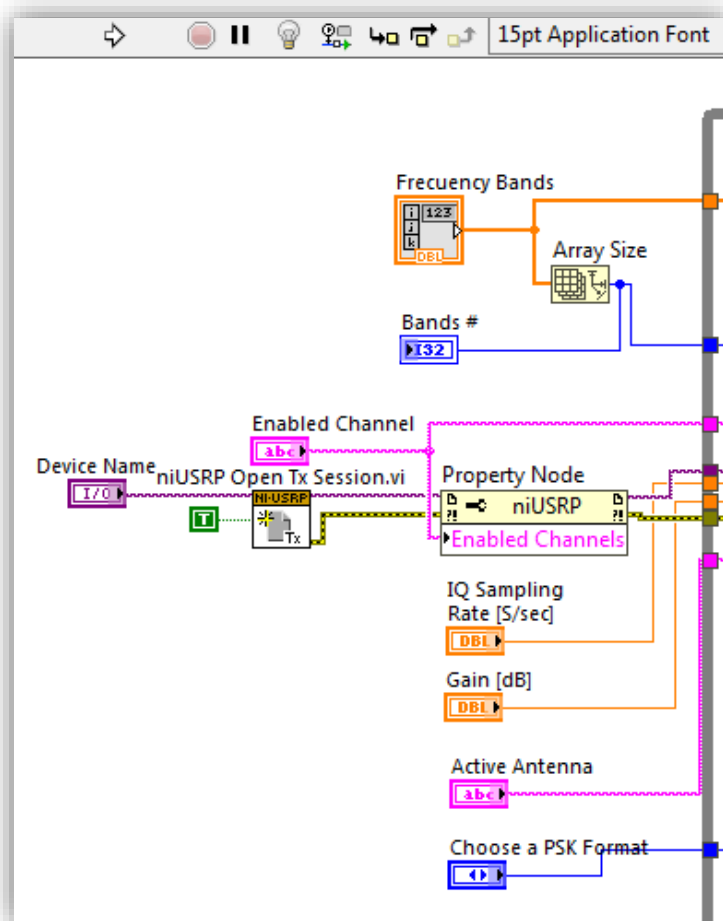 15pt Application Font
Frecuency Bands
123
DBL
Array Size
Bands #
I32
Enabled Channel
abc
Device Name
I/O
niUSRP Open Tx Session.vi
NI-USRP
Tx
T
Property Node
niUSRP
Enabled Channels
IQ Sampling
Rate [S/sec]
DBL
Gain [dB]
DBL
Active Antenna
abc
Choose a PSK Format